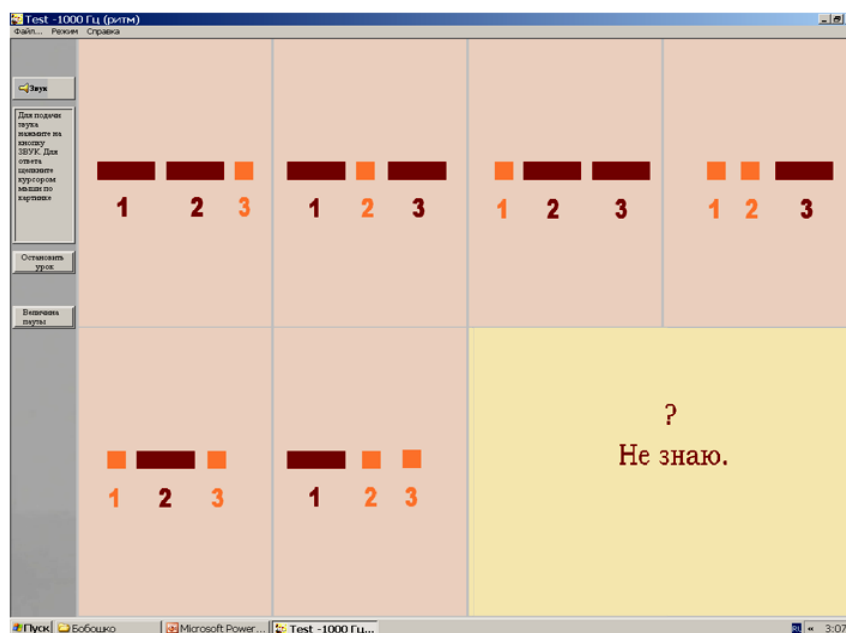 Test -1000 Гц (ритм)
Файл... Режим Справка
Звук
Для подачи
звука
нажмите на
кнопку
ЗВУК. Для
ответа
щелкните
курсором
мыши по
картинке
Остановить
урок
Величина
паузы
1 2 3
1 2 3
1 2 3
1 2 3
1 2 3
1 2 3
?
Не знаю.
Пуск Бобошко Microsoft Power... Test -1000 Гц... RU « 3:07